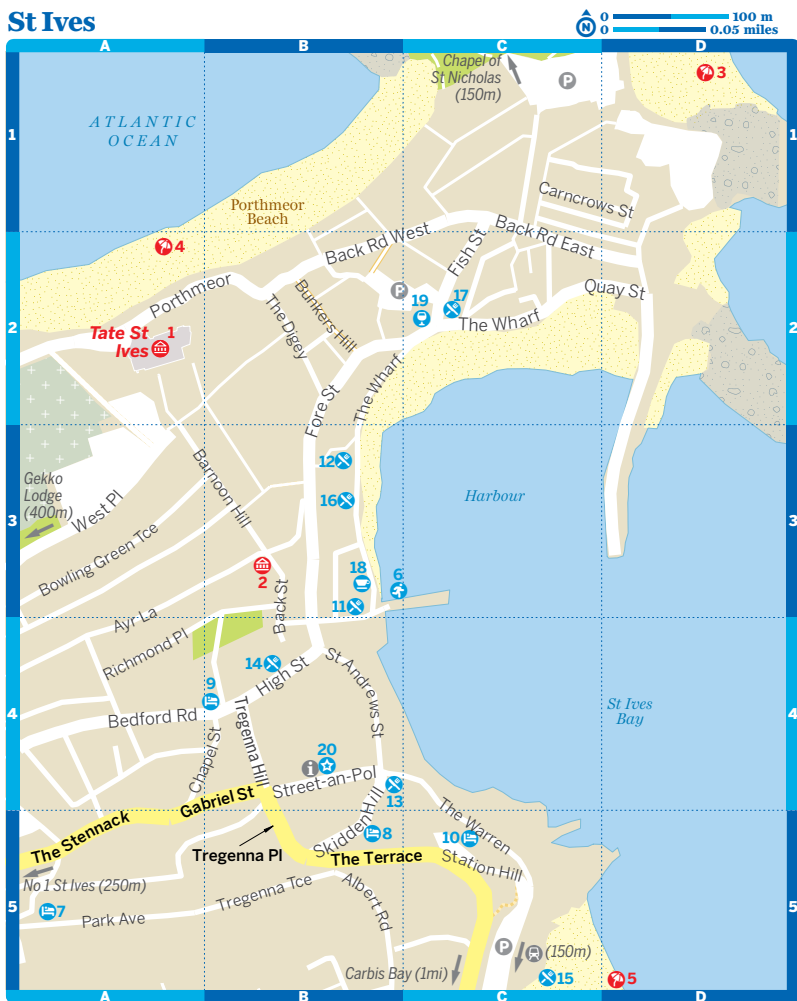 St Ives
N
0 100 m
0 0.05 miles
A B C D
Chapel of
St Nicholas
(150m)
P
3
ATLANTIC
OCEAN
1 1
Carncrows St
Porthmeor
Beach
4
Back Rd West
Fish St
Back Rd East
Porthmeor
The Digey
Bunkers Hill
P
19
17
Quay St
The Wharf
2 2
Tate St
Ives
1
Fore St
The Wharf
12
Gekko
Lodge
(400m)
West Pl
Barnoon Hill
16
Harbour
3 3
Bowling Green Tce
2
18
6
Back St
11
Ayr La
Richmond Pl
14
High St
St Andrews St
9
Bedford Rd
St Ives
Bay
4 4
Chapel St
Tregenna Hill
i
20
Street-an-Pol
13
Gabriel St
The Stennack
Skidden Hill
8
The Warren
10
Tregenna Pl
The Terrace
Station Hill
No 1 St Ives (250m)
7
Park Ave
Tregenna Tce
Albert Rd
5 5
P
(150m)
Carbis Bay (1mi)
15
5
A B C D